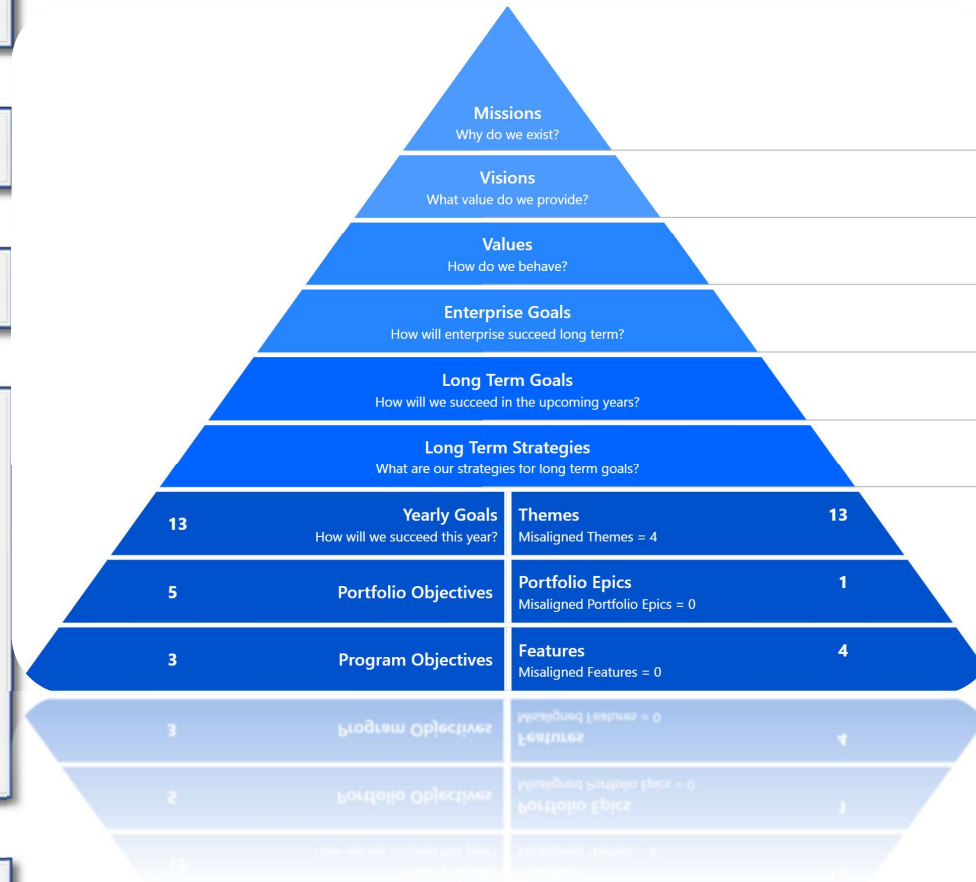 Missions
Why do we exist?
Visions
What value do we provide?
Values
How do we behave?
Enterprise Goals
How will enterprise succeed long term?
Long Term Goals
How will we succeed in the upcoming years?
Long Term Strategies
What are our strategies for long term goals?
13 Yearly Goals Themes 13
How will we succeed this year? Misaligned Themes = 4
5 Portfolio Objectives Portfolio Epics 1
Misaligned Portfolio Epics = 0
3 Program Objectives Features 4
Misaligned Features = 0